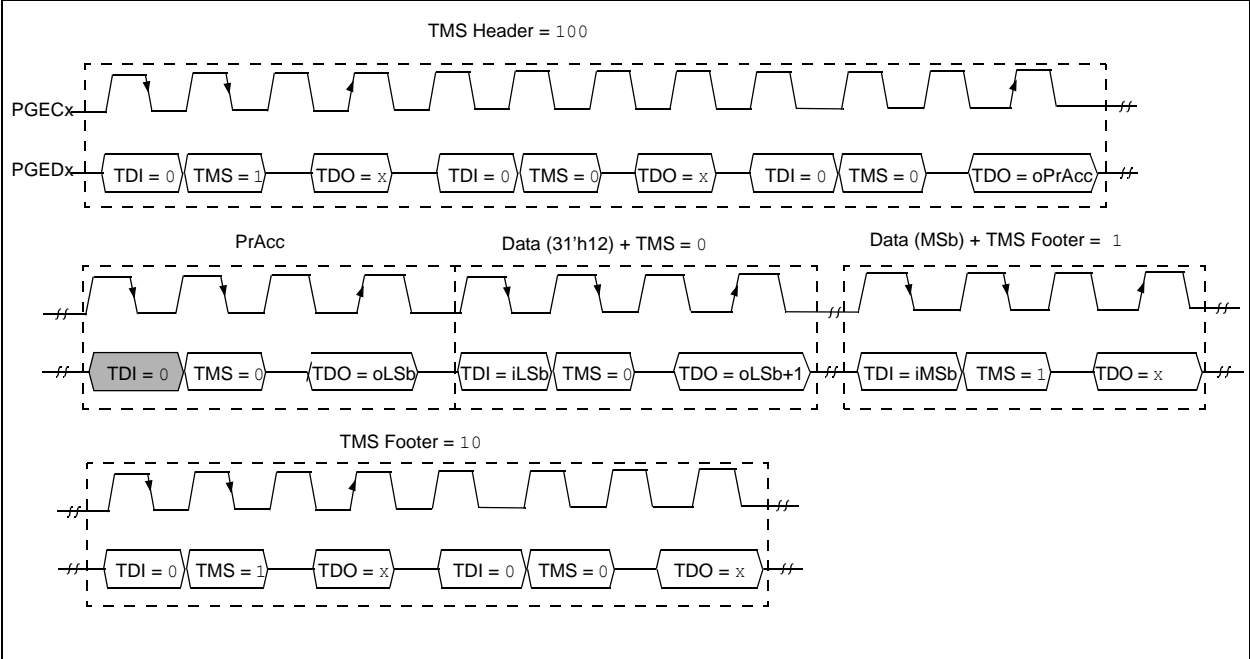 TMS Header = 100
PGECx
PGEDx TDI = 0 TMS = 1 TDO = x TDI = 0 TMS = 0 TDO = x TDI = 0 TMS = 0 TDO = oPrAcc
PrAcc Data (31'h12) + TMS = 0 Data (MSb) + TMS Footer = 1
TDI = 0 TMS = 0 TDO = oLSb TDI = iLSb TMS = 0 TDO = oLSb+1 TDI = iMSb TMS = 1 TDO = x
TMS Footer = 10
TDI = 0 TMS = 1 TDO = x TDI = 0 TMS = 0 TDO = x